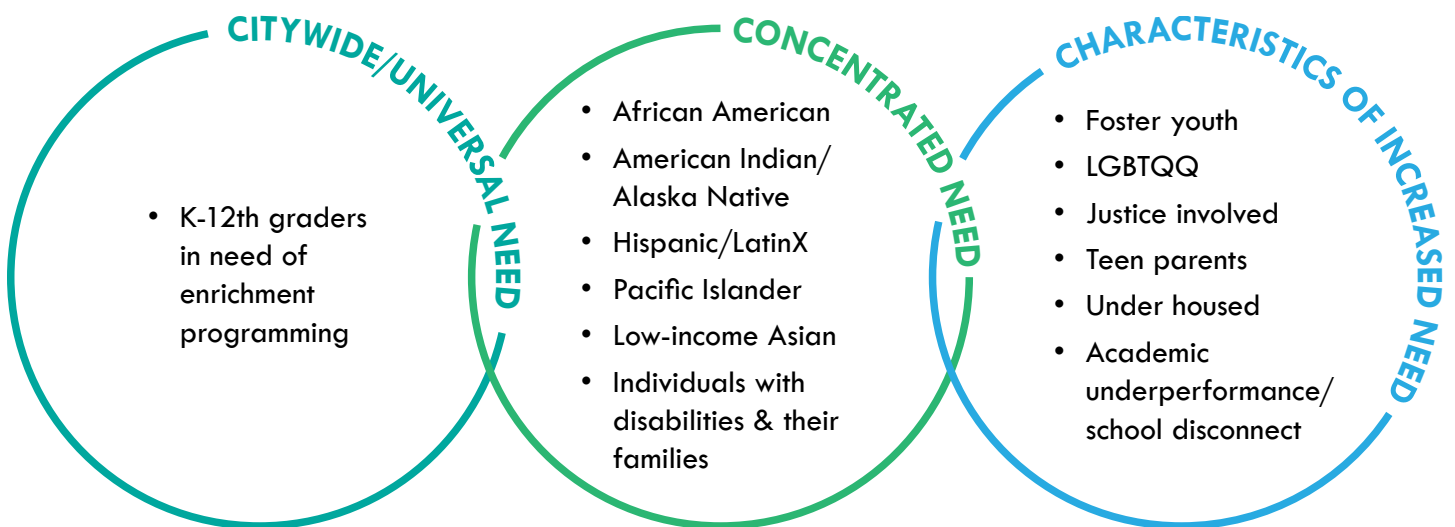 CITYWIDE/UNIVERSAL NEED
• K-12th graders
in need of
enrichment
programming
CONCENTRATED NEED
• African American
• American Indian/
Alaska Native
• Hispanic/LatinX
• Pacific Islander
• Low-income Asian
• Individuals with
disabilities & their
families
CHARACTERISTICS OF INCREASED NEED
• Foster youth
• LGBTQQ
• Justice involved
• Teen parents
• Under housed
• Academic
underperformance/
school disconnect